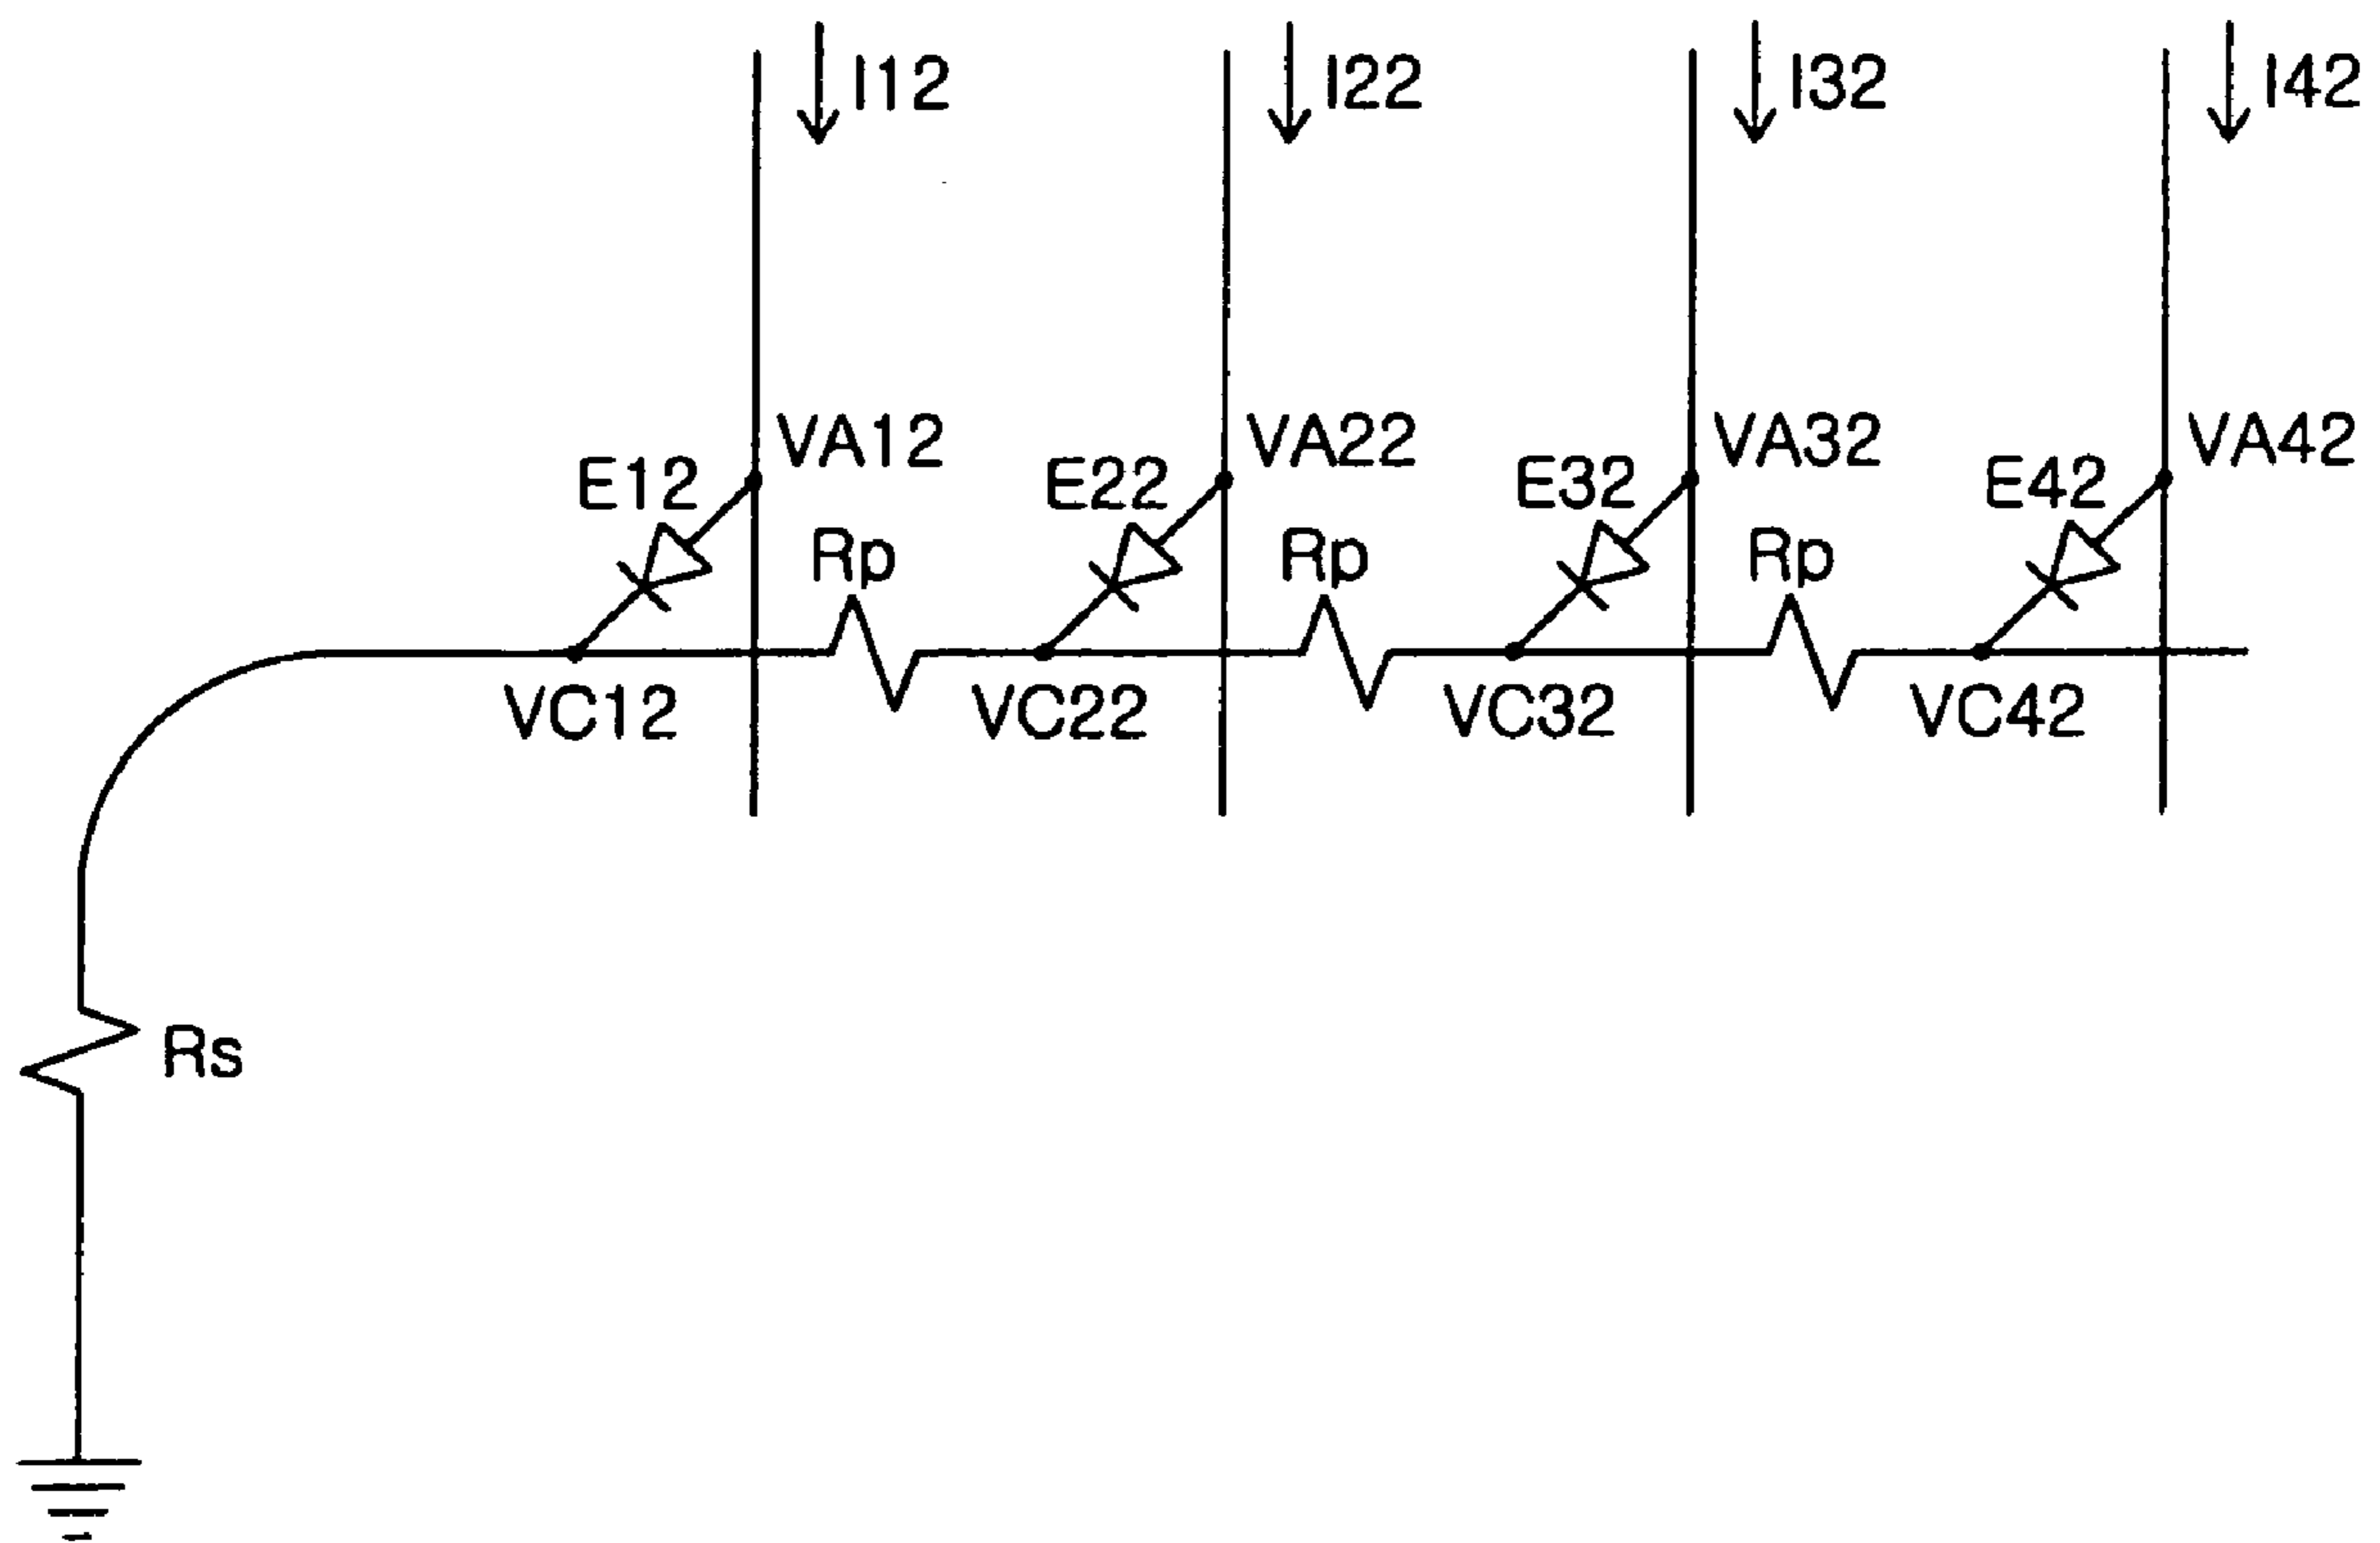 I12 I22 I32 I42
VA12 VA22 VA32 VA42
E12 E22 E32 E42
Rp Rp Rp
VC12 VC22 VC32 VC42
Rs